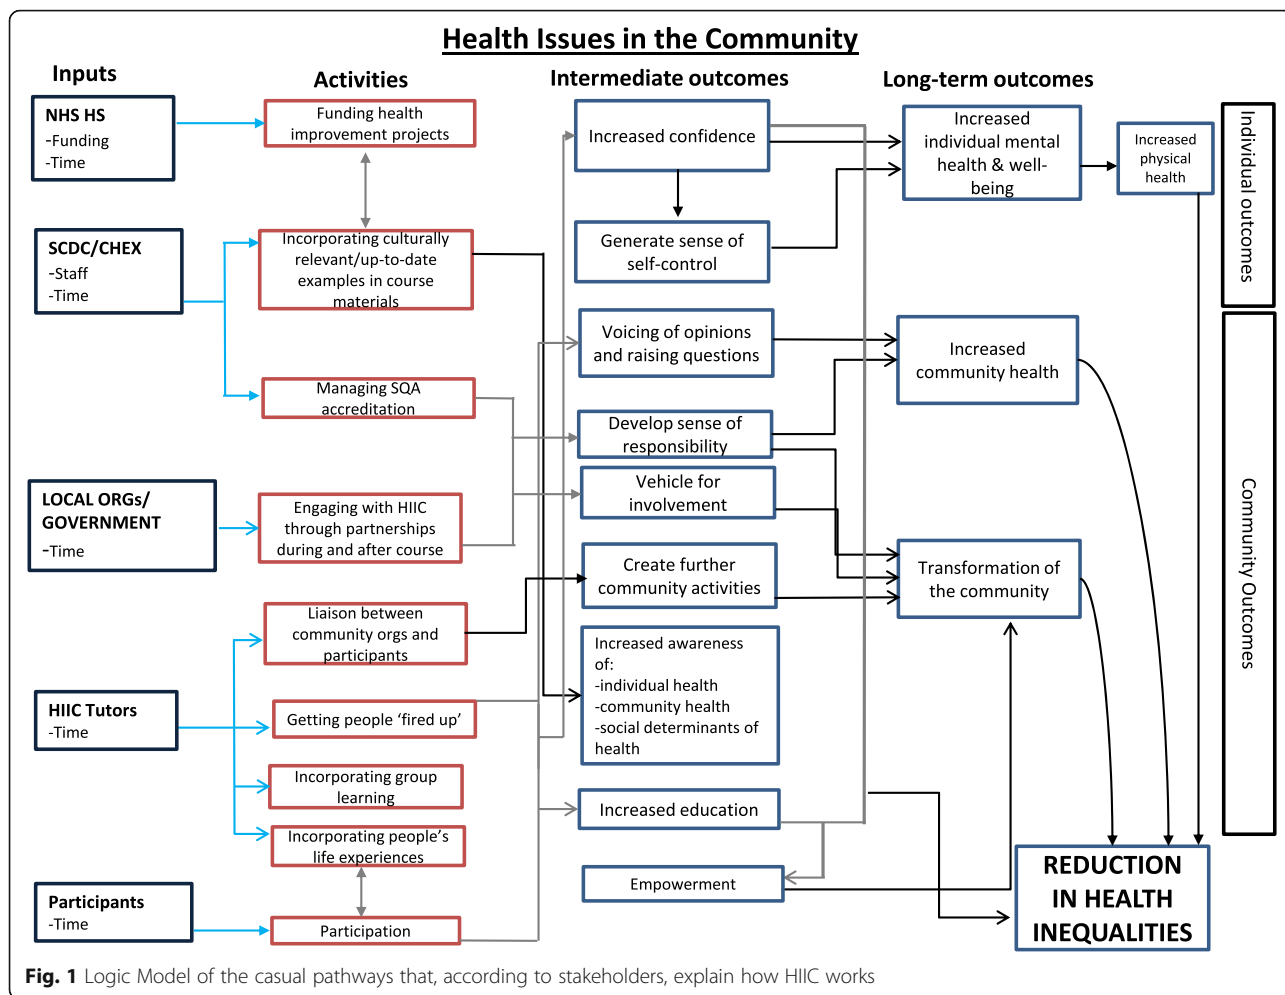 Health Issues in the Community
Inputs
Activities
Intermediate outcomes
Long-term outcomes
NHS HS
-Funding
-Time
SCDC/CHEX
-Staff
-Time
LOCAL ORGs/
GOVERNMENT
-Time
HIIC Tutors
-Time
Participants
-Time
Funding health
improvement projects
Incorporating culturally
relevant/up-to-date
examples in course
materials
Managing SQA
accreditation
Engaging with HIIC
through partnerships
during and after course
Liaison between
community orgs and
participants
Getting people ‘fired up’
Incorporating group
learning
Incorporating people’s
life experiences
Participation
Increased confidence
Generate sense of
self-control
Voicing of opinions
and raising questions
Develop sense of
responsibility
Vehicle for
involvement
Create further
community activities
Increased awareness
of:
-individual health
-community health
-social determinants of
health
Increased education
Empowerment
Increased
individual mental
health & well-
being
Increased
physical
health
Increased
community health
Transformation of
the community
REDUCTION
IN HEALTH
INEQUALITIES
Individual outcomes
Community Outcomes
Fig. 1 Logic Model of the casual pathways that, according to stakeholders, explain how HIIC works